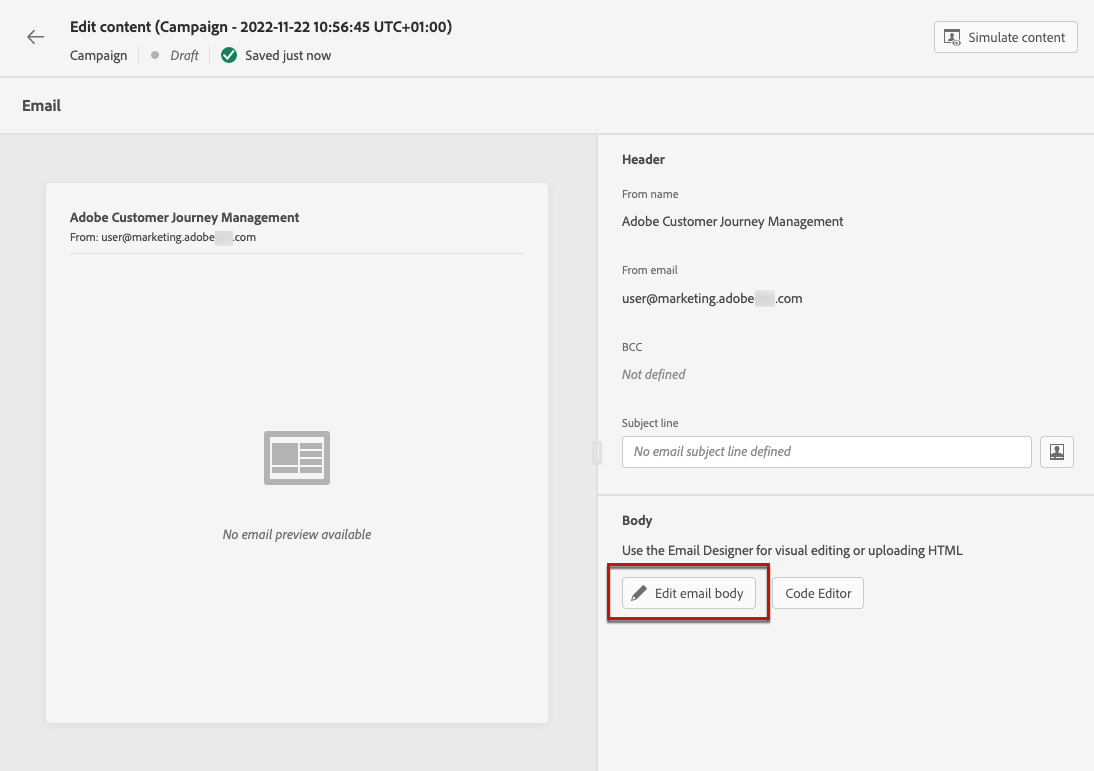 Edit content (Campaign - 2022-11-22 10:56:45 UTC+01:00)
Campaign Draft Saved just now
Simulate content
Email
Adobe Customer Journey Management
From: user@marketing.adobe .com
No email preview available
Header
From name
Adobe Customer Journey Management
From email
user@marketing.adobe .com
BCC
Not defined
Subject line
No email subject line defined
Body
Use the Email Designer for visual editing or uploading HTML
Edit email body Code Editor